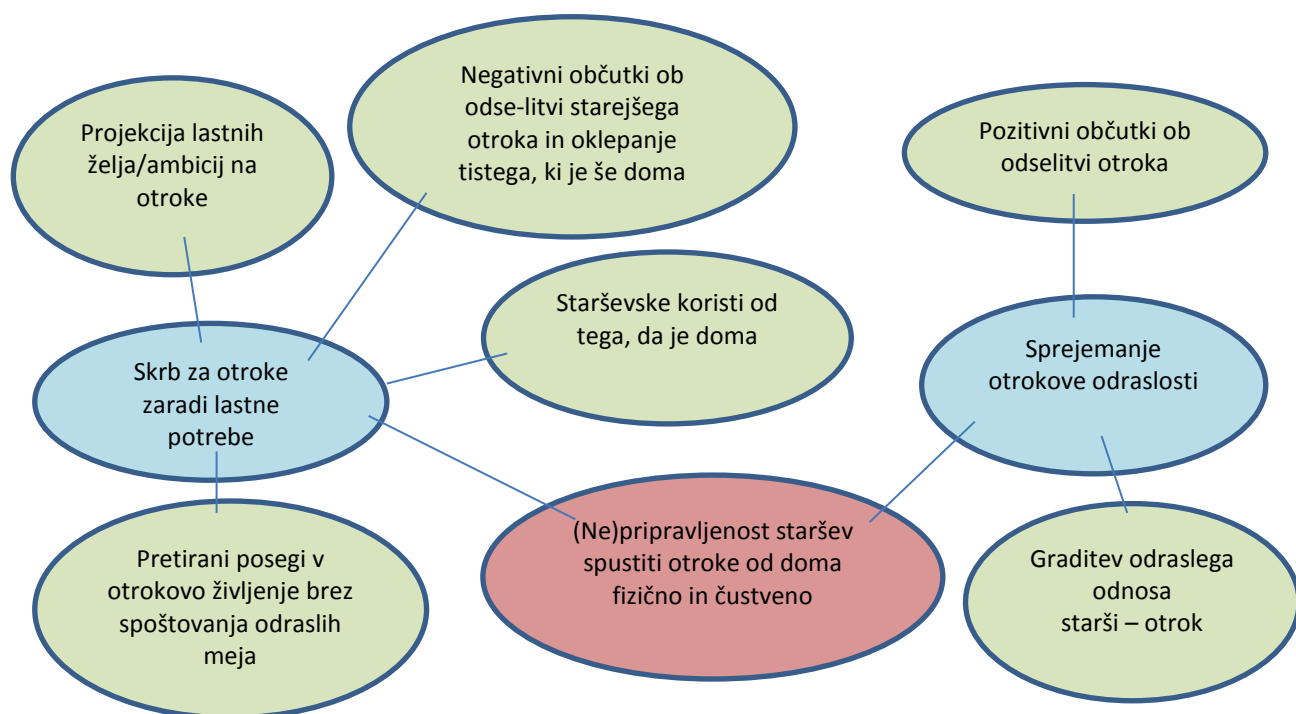 Projekcija lastnih
želja/ambicij na
otroke
Negativni občutki ob
odse-litvi starejšega
otroka in oklepanje
tistega, ki je še doma
Pozitivni občutki ob
odselitvi otroka
Starševske koristi od
tega, da je doma
Skrb za otroke
zaradi lastne
potrebe
Sprejemanje
otrokove odraslosti
Pretirani posegi v
otrokovo življenje brez
spoštovanja odraslih
meja
(Ne)pripravljenost staršev
spustiti otroke od doma
fizično in čustveno
Graditev odraslega
odnosa
starši – otrok